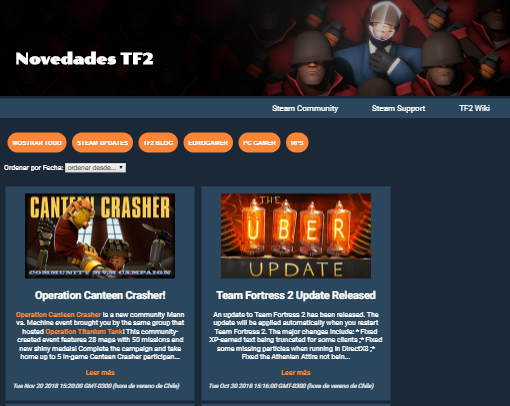 Novedades TF2
Steam Community Steam Support TF2 Wiki
MOSTRAR TODO STEAM UPDATES TF2 BLOG EUROGAMER PC GAMER RPS
Ordenar por Fecha: ordenar desde...
CANTEEN CRASHER
COMMUNITY MVM CAMPAIGN
Operation Canteen Crasher!
Operation Canteen Crasher is a new community Mann
vs. Machine event brought you by the same group that
hosted Operation Titanium Tank! This community-
created event features 28 maps with 50 missions and
new shiny medals! Complete the campaign and take
home up to 5 in-game Canteen Crasher participan...
Leer más
Tue Nov 20 2018 15:20:00 GMT-0300 (hora de verano de Chile)
THE
UBER
UPDATE
Team Fortress 2 Update Released
An update to Team Fortress 2 has been released. The
update will be applied automatically when you restart
Team Fortress 2. The major changes include: * Fixed
XP-earned text being truncated for some clients ;* Fixed
some missing particles when running in DirectX8 ;*
Fixed the Athenian Attire not bein...
Leer más
Tue Oct 30 2018 15:16:00 GMT-0300 (hora de verano de Chile)